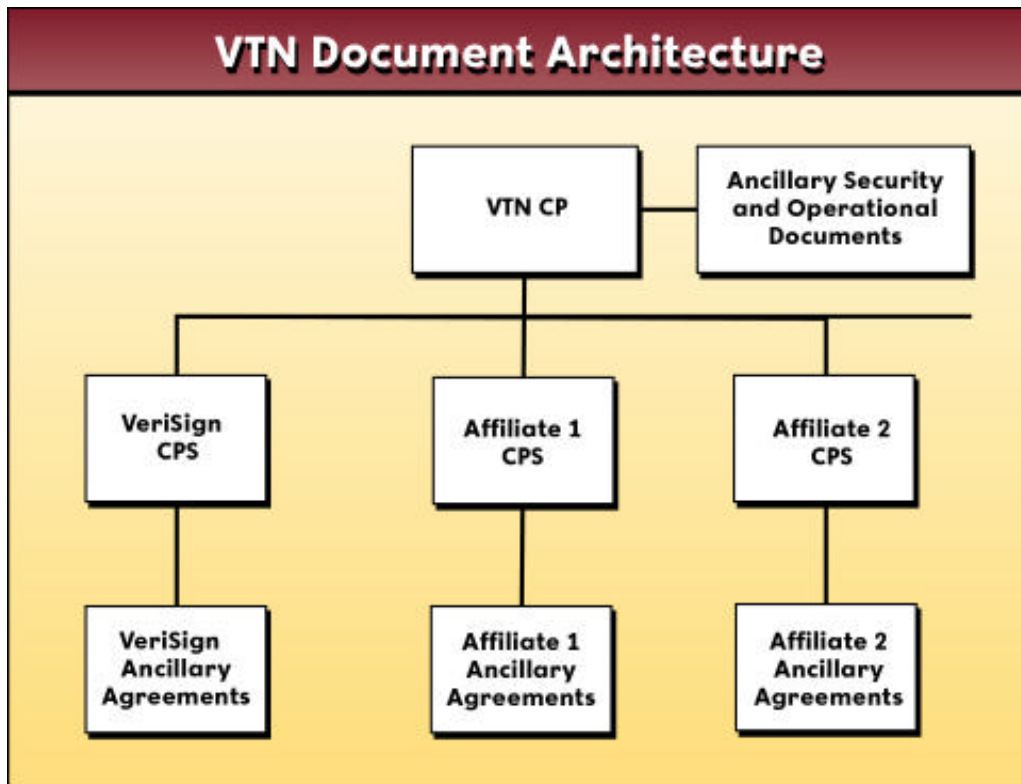 VTN Document Architecture
VTN CP
Ancillary Security
and Operational
Documents
VeriSign
CPS
Affiliate 1
CPS
Affiliate 2
CPS
VeriSign
Ancillary
Agreements
Affiliate 1
Ancillary
Agreements
Affiliate 2
Ancillary
Agreements